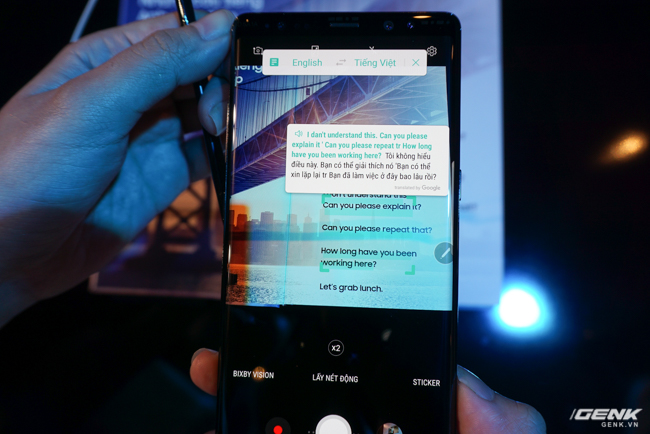 English
Tiếng Việt
I dan't understand this. Can you please
explain it ' Can you please repeat tr How long
have you been working here? Tôi không hiểu
điều này. Bạn có thể giải thích nó 'Bạn có thể
xin lặp lại tr Bạn đã làm việc ở đây bao lâu rồi?
translated by Google
Can you please explain it?
Can you please repeat that?
How long have you been
working here?
Let's grab lunch.
x2
BIXBY VISION
LẤY NÉT ĐỘNG
STICKER
GENK
GENK.VN